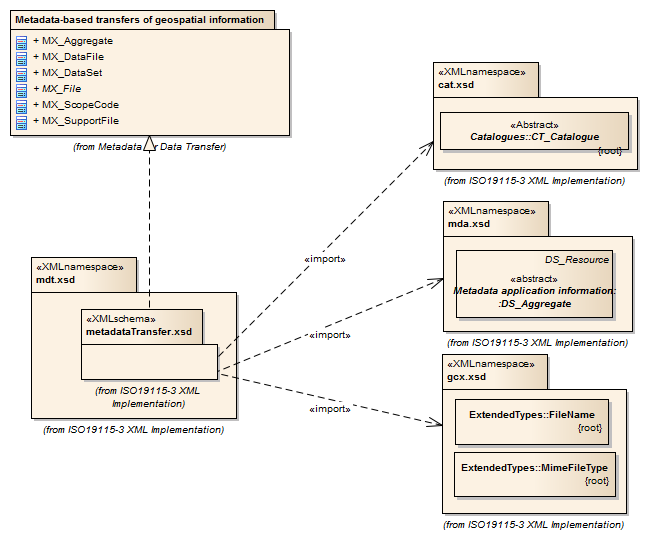 Metadata-based transfers of geospatial information
+ MX_Aggregate
+ MX_DataFile
+ MX_DataSet
+ MX_File
+ MX_ScopeCode
+ MX_SupportFile
(from Metadata r Data Transfer)
«XMLnamespace»
cat.xsd
«Abstract»
Catalogues::CT_Catalogue
{root}
(from ISO19115-3 XML Implementation)
«import»
«XMLnamespace»
mda.xsd
DS_Resource
«abstract»
Metadata application information:
:DS_Aggregate
(from ISO19115-3 XML Implementation)
«import»
«XMLnamespace»
mdt.xsd
«XMLschema»
metadataTransfer.xsd
(from ISO19115-3 XML
Implementation)
(from ISO19115-3 XML Implementation)
«import»
«XMLnamespace»
gcx.xsd
ExtendedTypes::FileName
{root}
ExtendedTypes::MimeFileType
{root}
(from ISO19115-3 XML Implementation)